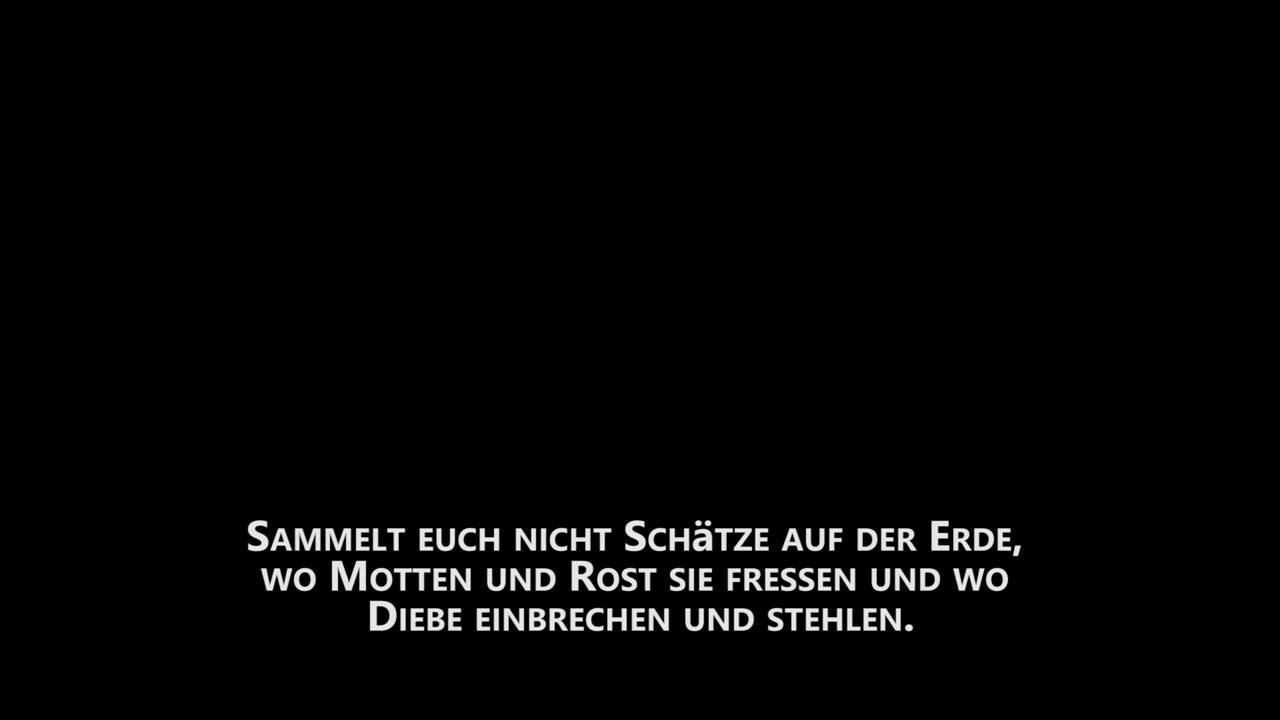 Sammelt euch nicht Schätze auf der Erde,
wo Motten und Rost sie fressen und wo
Diebe einbrechen und stehlen.